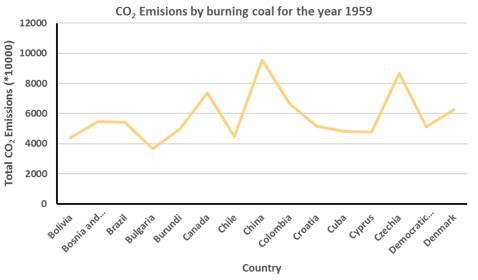 CO₂ Emisions by burning coal for the year 1959
Total CO₂ Emissions (*10000)
12000
10000
8000
6000
4000
2000
0
Bolivia
Bosnia and...
Brazil
Bulgaria
Burundi
Canada
Chile
China
Colombia
Croatia
Cuba
Cyprus
Czechia
Democratic...
Denmark
Country